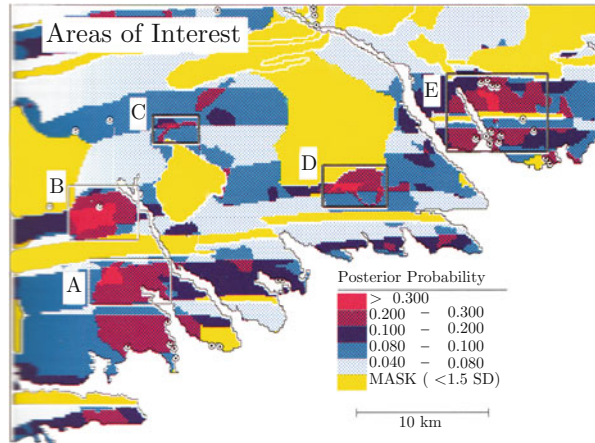 Areas of Interest
E
C
D
B
A
Posterior Probability
> 0.300
0.200 – 0.300
0.100 – 0.200
0.080 – 0.100
0.040 – 0.080
MASK ( <1.5 SD)
10 km